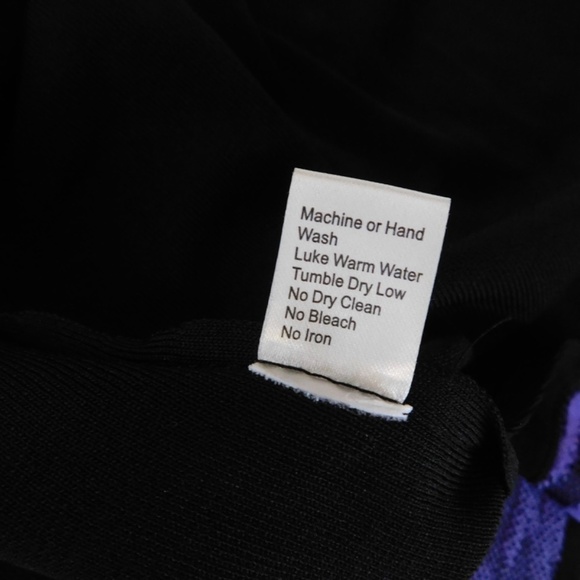 Machine or Hand
Wash
Luke Warm Water
Tumble Dry Low
No Dry Clean
No Bleach
No Iron